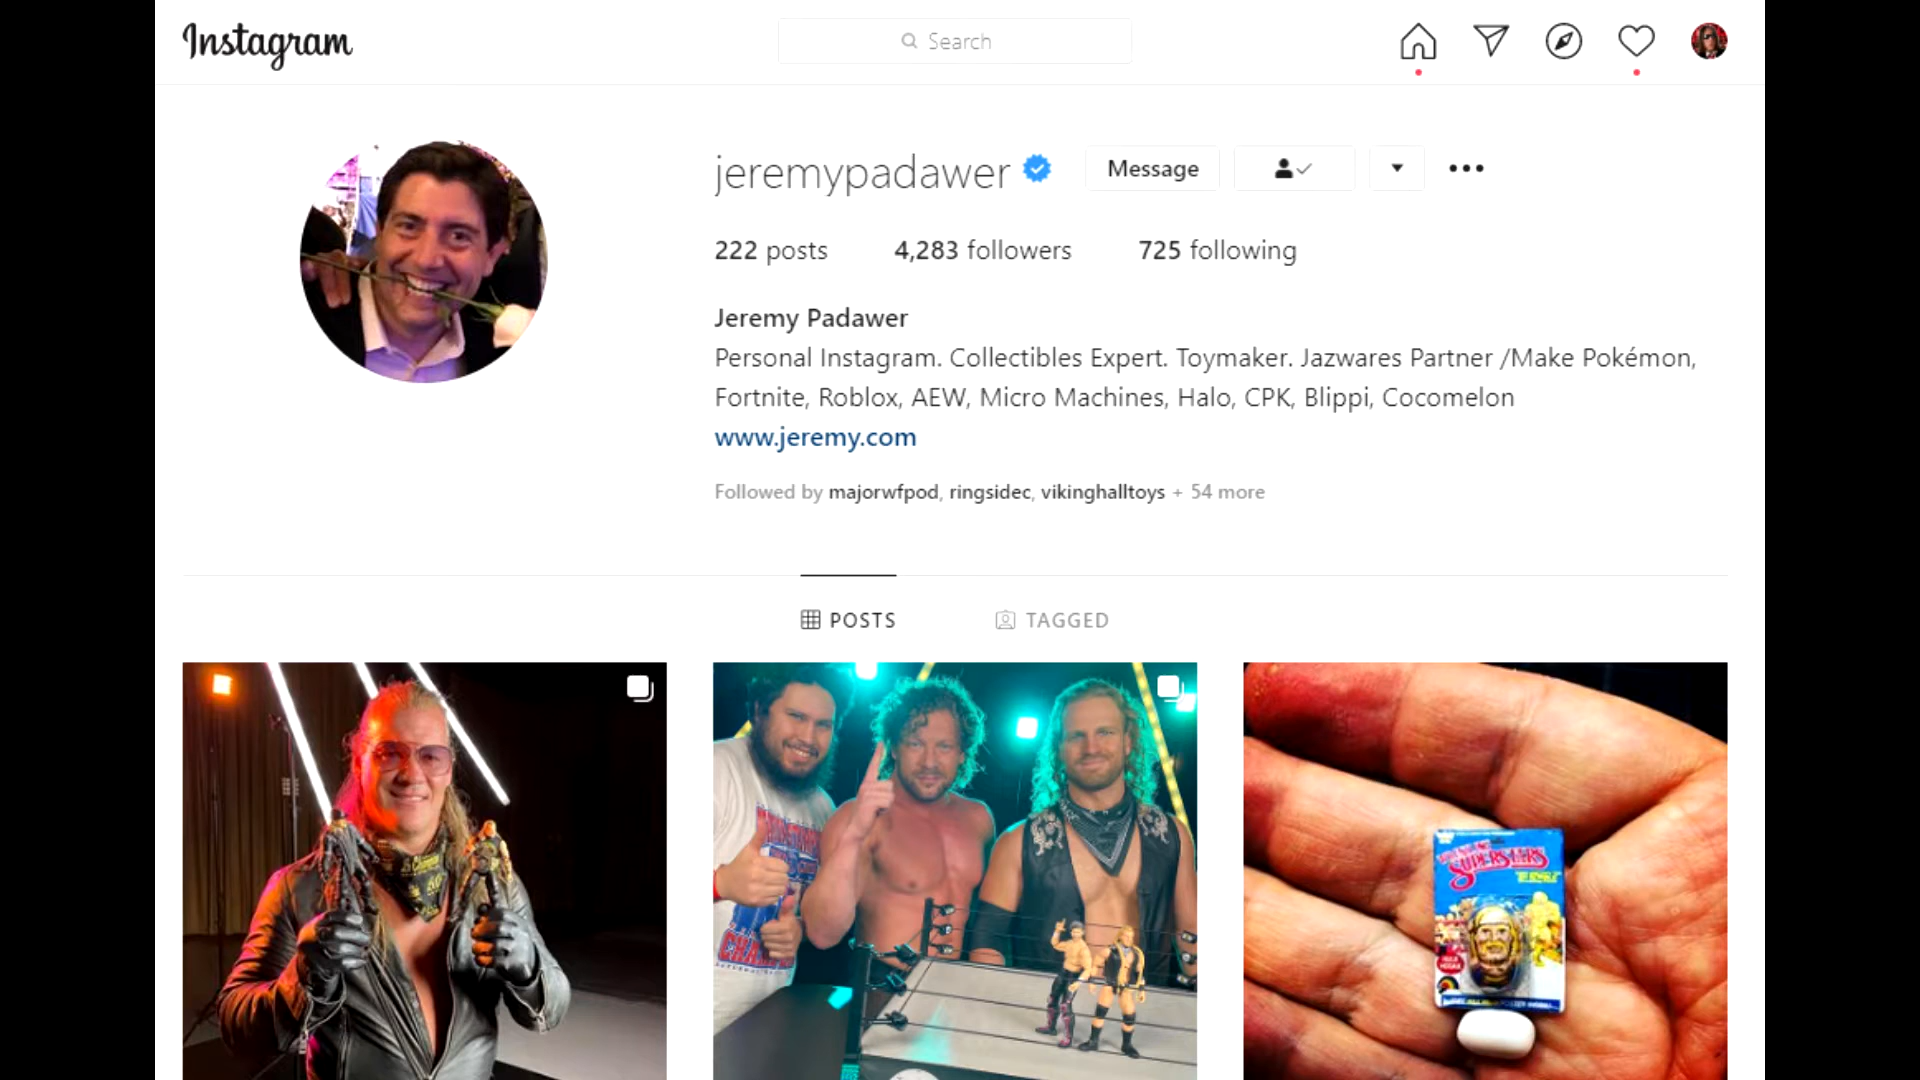 Instagram
Search
jeremypadawer
Message
222 posts 4,283 followers 725 following
Jeremy Padawer
Personal Instagram. Collectibles Expert. Toymaker. Jazwares Partner /Make Pokémon,
Fortnite, Roblox, AEW, Micro Machines, Halo, CPK, Blippi, Cocomelon
www.jeremy.com
Followed by majorwfpod, ringsidec, vikinghalltoys + 54 more
POSTS TAGGED
SUPERSTARS